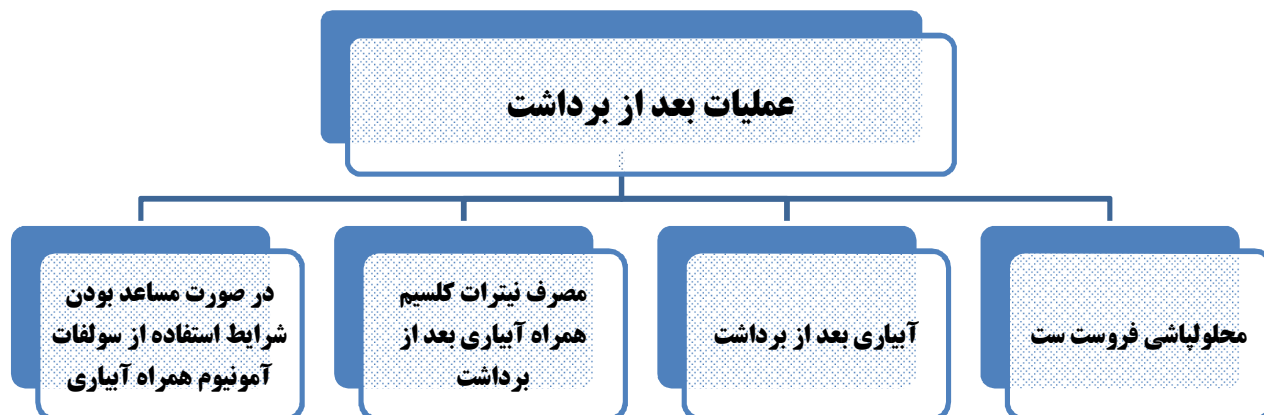 عملیات بعد از برداشت
محلولپاشی فروست ست
آبیاری بعد از برداشت
مصرف نیترات کلسیم
همراه آبیاری بعد از
برداشت
در صورت مساعد بودن
شرایط استفاده از سولفات
آمونیوم همراه آبیاری